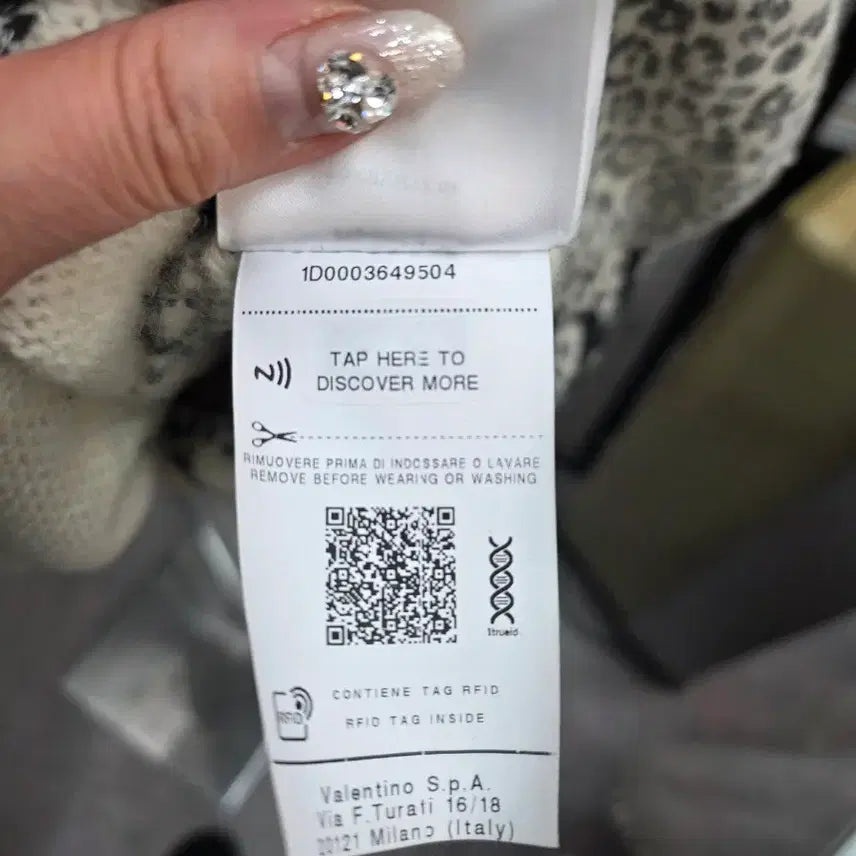 1D0003649504
TAP HERE TO
DISCOVER MORE
RIMUOVERE PRIMA DI INDOSSARE O LAVARE
REMOVE BEFORE WEARING OR WASHING
1trueid
CONTIENE TAG RFID
RFID
RFID TAG INSIDE
Valentino S.p.A.
Via F.Turati 16/18
20121 Milano (Italy)